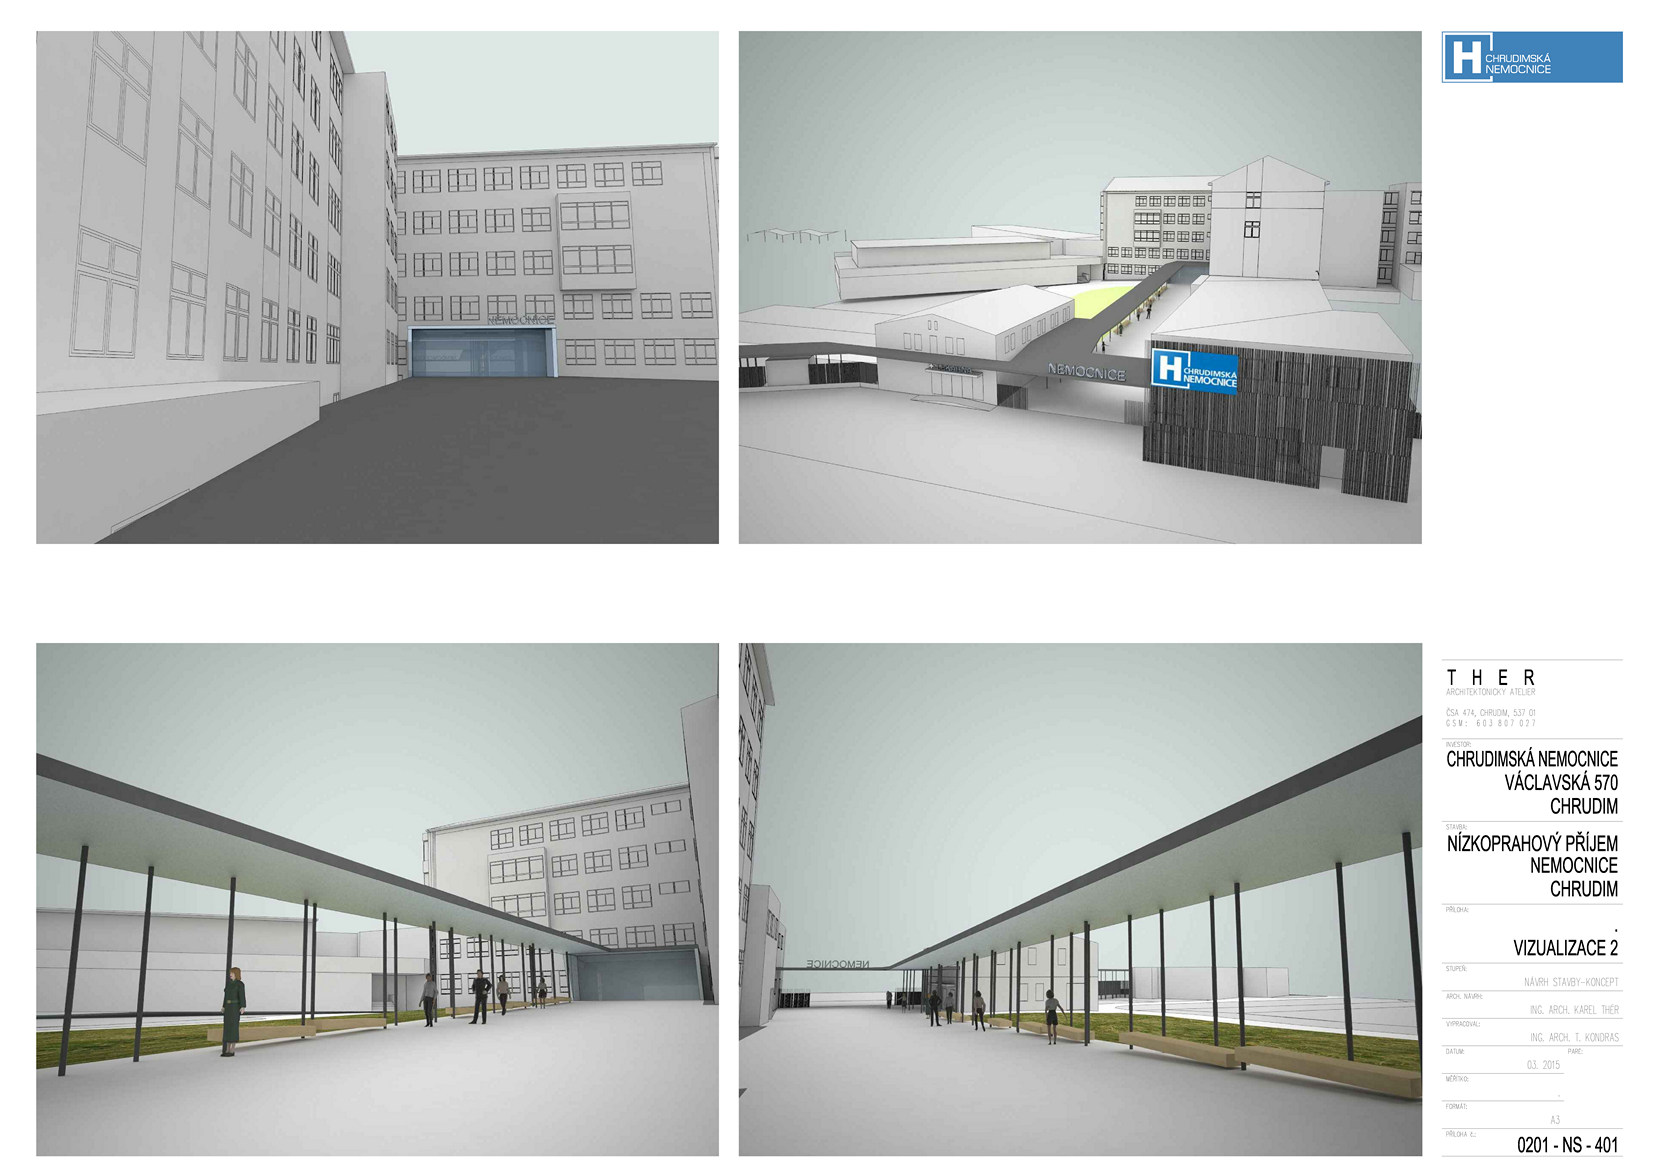 NEMOCNICE
NEMOCNICE
H CHRUDIMSKÁ
NEMOCNICE
H CHRUDIMSKÁ
NEMOCNICE
NEMOCNICE
THER
ARCHITEKTONICKÝ ATELIER
ČSA 474, CHRUDIM, 537 01
GSM: 603 807 027
INVESTOR:
CHRUDIMSKÁ NEMOCNICE
VÁCLAVSKÁ 570
CHRUDIM
STAVBA:
NÍZKOPRAHOVÝ PŘÍJEM
NEMOCNICE
CHRUDIM
PŘÍLOHA:
.
VIZUALIZACE 2
STUPEŇ:
NÁVRH STAVBY-KONCEPT
ARCH. NÁVRH:
ING. ARCH. KAREL THÉR
VYPRACOVAL:
ING. ARCH. T. KONDRAS
DATUM:
PARÉ:
03. 2015
MĚŘÍTKO:
.
FORMÁT:
A3
PŘÍLOHA č.:
0201 - NS - 401